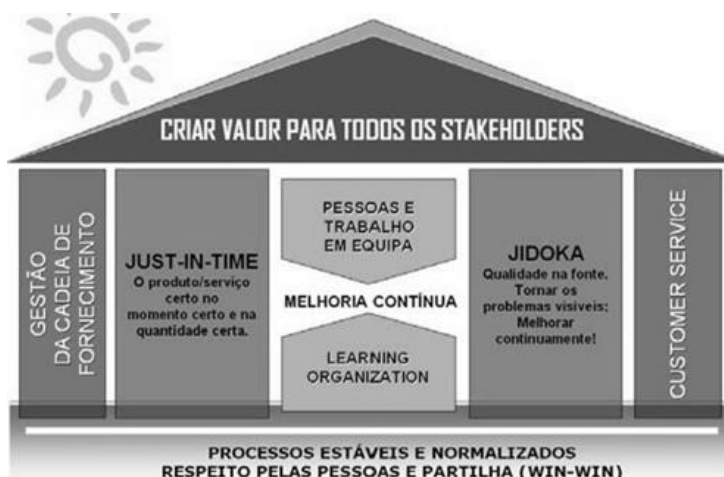 CRIAR VALOR PARA TODOS OS STAKEHOLDERS
GESTÃO
DA CADEIA DE
FORNECIMENTO
JUST-IN-TIME
O produto/serviço
certo no
momento certo e na
quantidade certa.
PESSOAS E
TRABALHO
EM EQUIPA
MELHORIA CONTÍNUA
LEARNING
ORGANIZATION
JIDOKA
Qualidade na fonte.
Tornar os
problemas visíveis;
Melhorar
continuamente!
CUSTOMER SERVICE
PROCESSOS ESTÁVEIS E NORMALIZADOS
RESPEITO PELAS PESSOAS E PARTILHA (WIN-WIN)